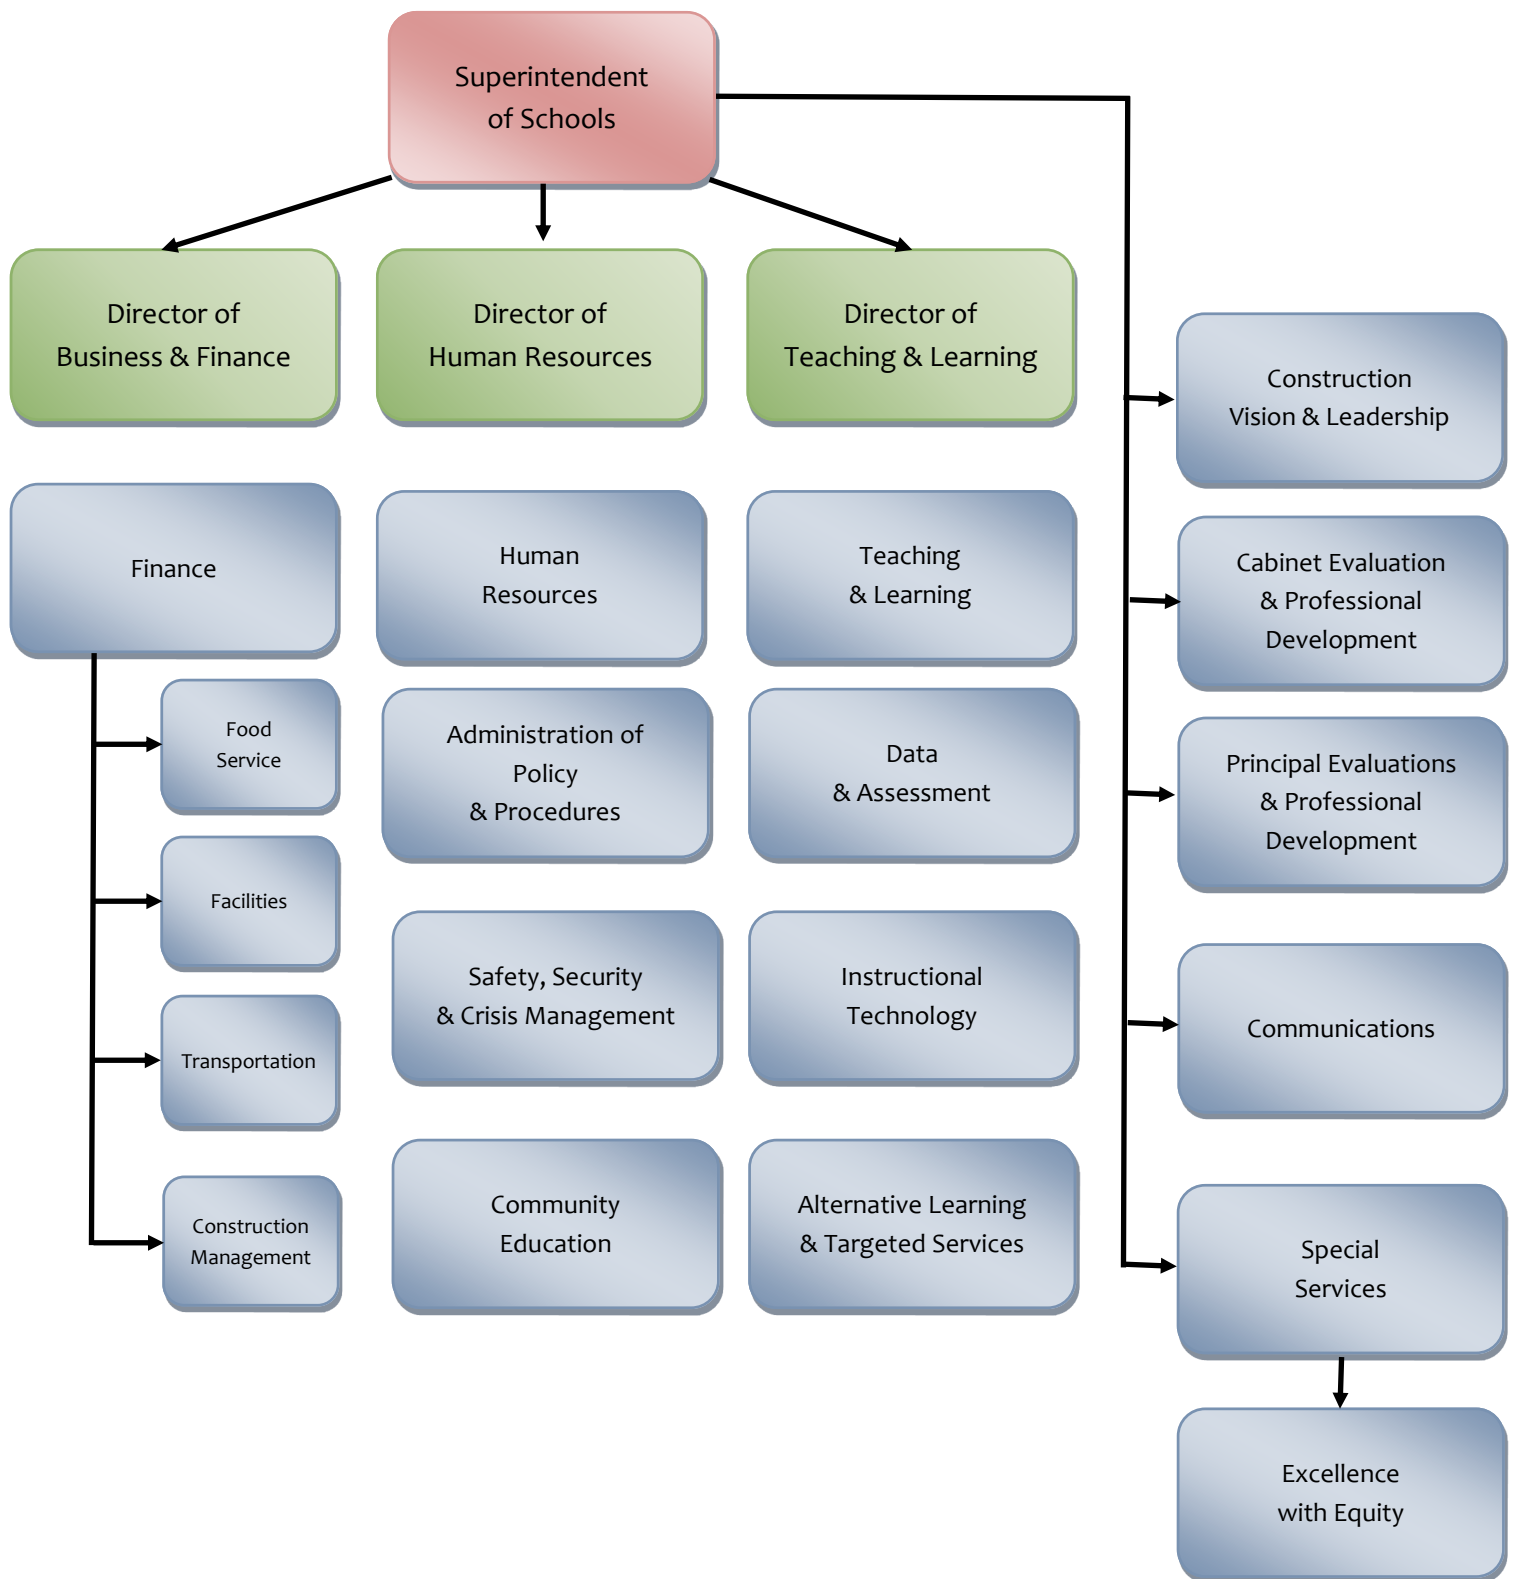 Superintendent
of Schools
Director of
Business & Finance
Director of
Human Resources
Director of
Teaching & Learning
Construction
Vision & Leadership
Finance
Human
Resources
Teaching
& Learning
Cabinet Evaluation
& Professional
Development
Food
Service
Administration of
Policy
& Procedures
Data
& Assessment
Principal Evaluations
& Professional
Development
Facilities
Safety, Security
& Crisis Management
Instructional
Technology
Communications
Transportation
Construction
Management
Community
Education
Alternative Learning
& Targeted Services
Special
Services
Excellence
with Equity